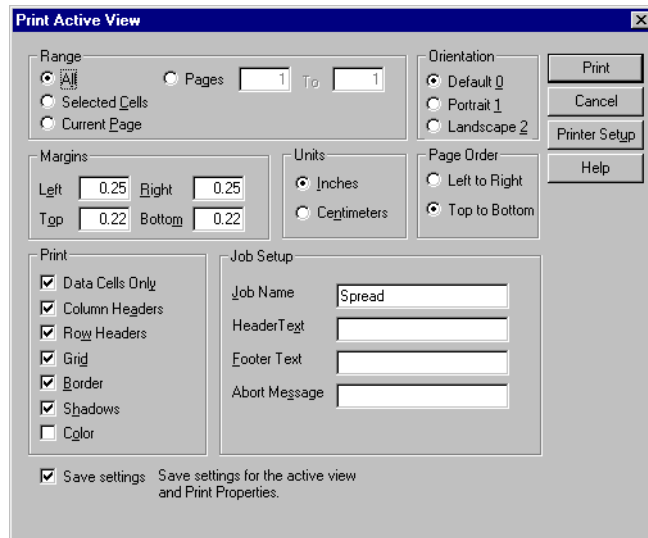 Print Active View
Range
All
Pages 1 To 1
Selected Cells
Current Page
Orientation
Default 0
Portrait 1
Landscape 2
Print
Cancel
Printer Setup
Help
Margins
Left 0.25 Right 0.25
Top 0.22 Bottom 0.22
Units
Inches
Centimeters
Page Order
Left to Right
Top to Bottom
Print
Data Cells Only
Column Headers
Row Headers
Grid
Border
Shadows
Color
Job Setup
Job Name Spread
HeaderText
Footer Text
Abort Message
Save settings Save settings for the active view
and Print Properties.